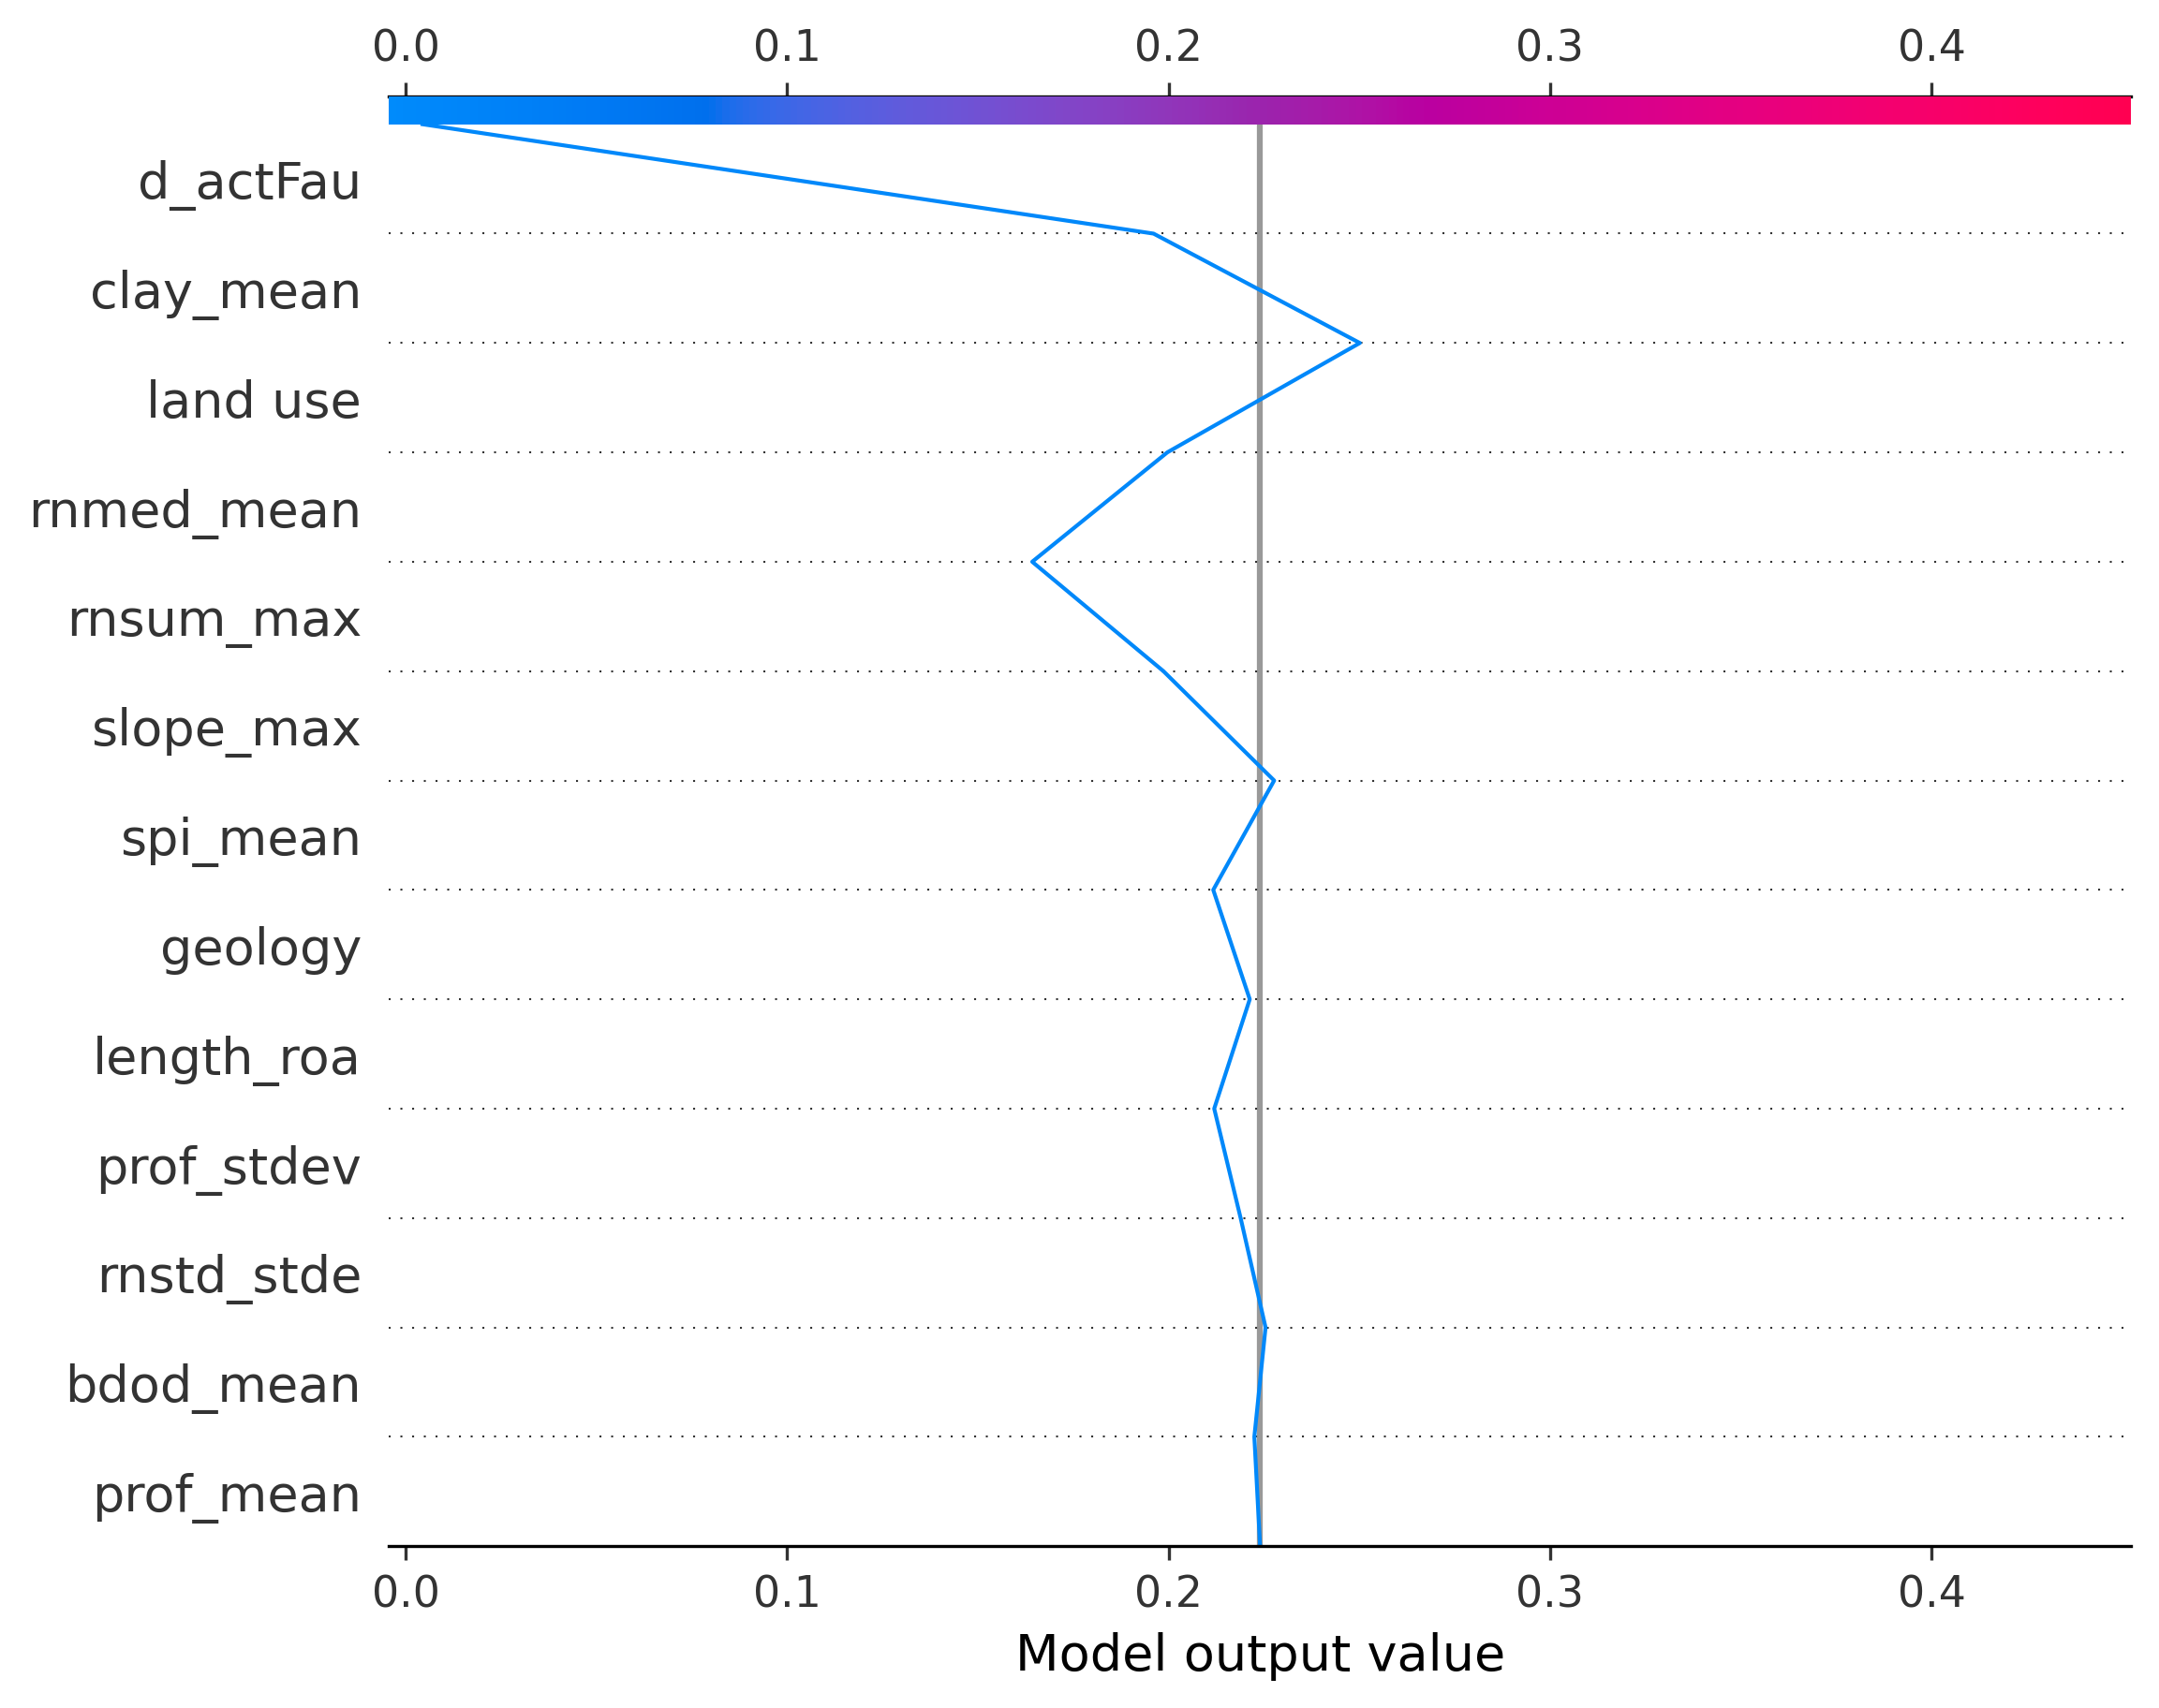 0.0 0.1 0.2 0.3 0.4
d_actFau
clay_mean
land use
rnmed_mean
rnsum_max
slope_max
spi_mean
geology
length_roa
prof_stdev
rnstd_stde
bdod_mean
prof_mean
0.0 0.1 0.2 0.3 0.4
Model output value